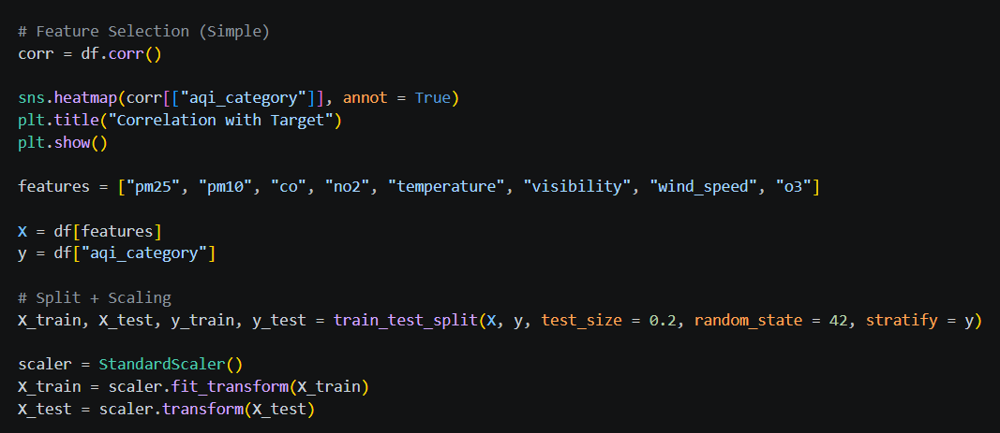 # Feature Selection (Simple)
corr = df.corr()
sns.heatmap(corr[["aqi_category"]], annot = True)
plt.title("Correlation with Target")
plt.show()
features = ["pm25", "pm10", "co", "no2", "temperature", "visibility", "wind_speed", "o3"]
X = df[features]
y = df["aqi_category"]
# Split + Scaling
X_train, X_test, y_train, y_test = train_test_split(X, y, test_size = 0.2, random_state = 42, stratify = y)
scaler = StandardScaler()
X_train = scaler.fit_transform(X_train)
X_test = scaler.transform(X_test)